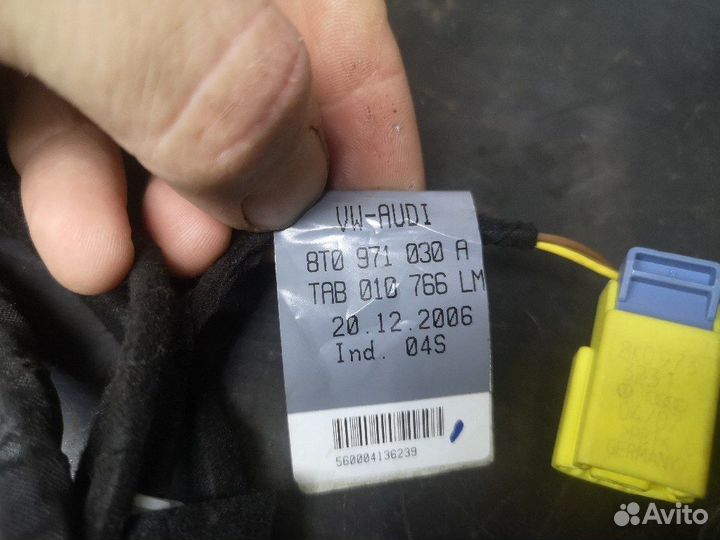 VW-AUDI
8T0 971 030 A
TAB 010 766 LM
20.12.2006
Ind. 04S
560004136239
GERMANY
Avito